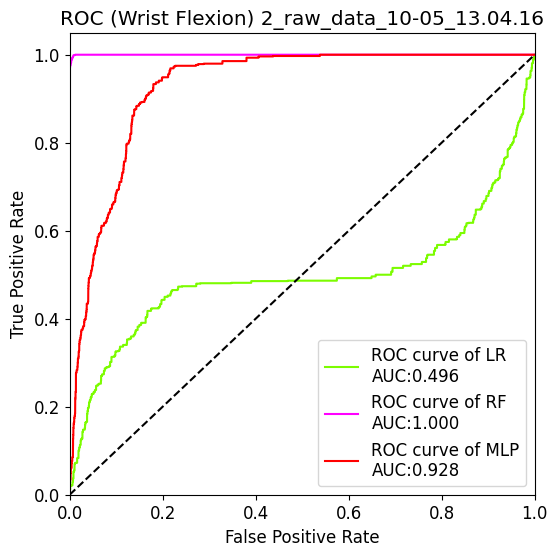 ROC (Wrist Flexion) 2_raw_data_10-05_13.04.16
True Positive Rate
1.0
0.8
0.6
0.4
0.2
0.0
ROC curve of LR
AUC:0.496
ROC curve of RF
AUC:1.000
ROC curve of MLP
AUC:0.928
0.0 0.2 0.4 0.6 0.8 1.0
False Positive Rate